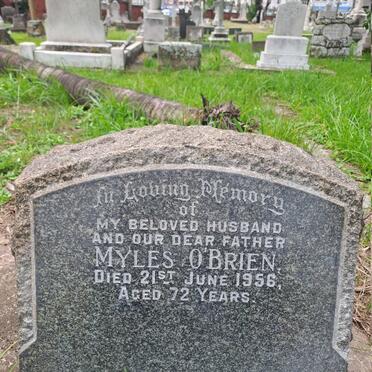 In Loving Memory
of
MY BELOVED HUSBAND
AND OUR DEAR FATHER
MYLES O'BRIEN
DIED 21ST JUNE 1956,
AGED 72 YEARS.